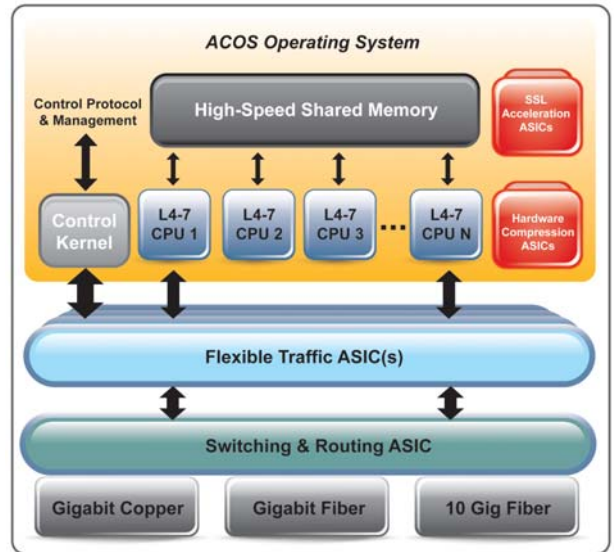 ACOS Operating System
Control Protocol
& Management
High-Speed Shared Memory
SSL
Acceleration
ASICs
Control
Kernel
L4-7
CPU 1
L4-7
CPU 2
L4-7
CPU 3
...
L4-7
CPU N
Hardware
Compression
ASICs
Flexible Traffic ASIC(s)
Switching & Routing ASIC
Gigabit Copper
Gigabit Fiber
10 Gig Fiber